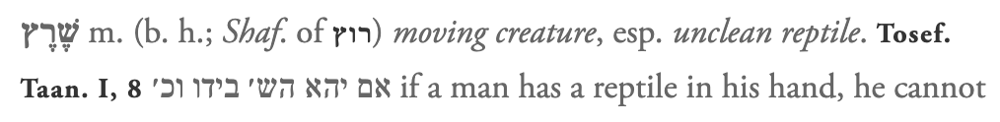 שֶׁרֶץ m. (b. h.; Shaf. of רוץ) moving creature, esp. unclean reptile. Tosef.
Taan. I, 8 אם יהא הש׳ בידו וכ׳ if a man has a reptile in his hand, he cannot